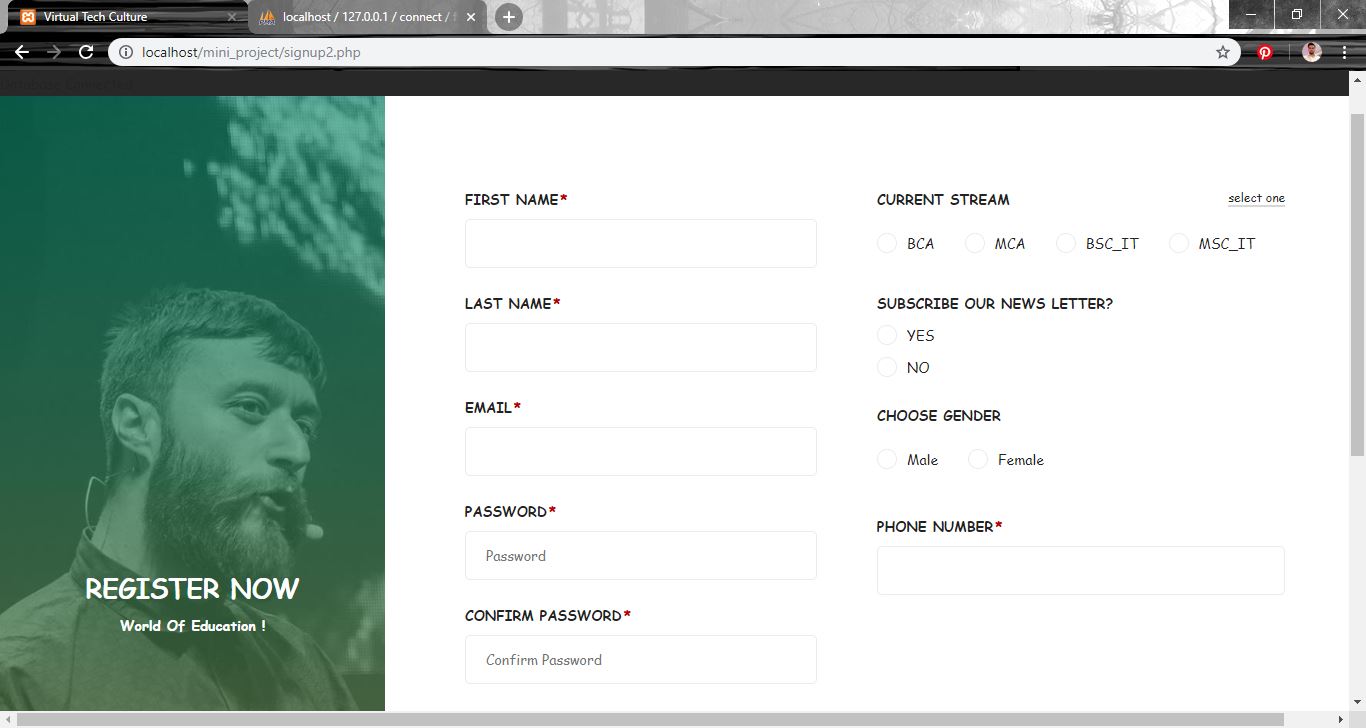 Virtual Tech Culture
localhost / 127.0.0.1 / connect /
localhost/mini_project/signup2.php
Database Connected
FIRST NAME*
LAST NAME*
EMAIL*
PASSWORD*
Password
CONFIRM PASSWORD*
Confirm Password
CURRENT STREAM select one
BCA MCA BSC_IT MSC_IT
SUBSCRIBE OUR NEWS LETTER?
YES
NO
CHOOSE GENDER
Male Female
PHONE NUMBER*
REGISTER NOW
World Of Education !